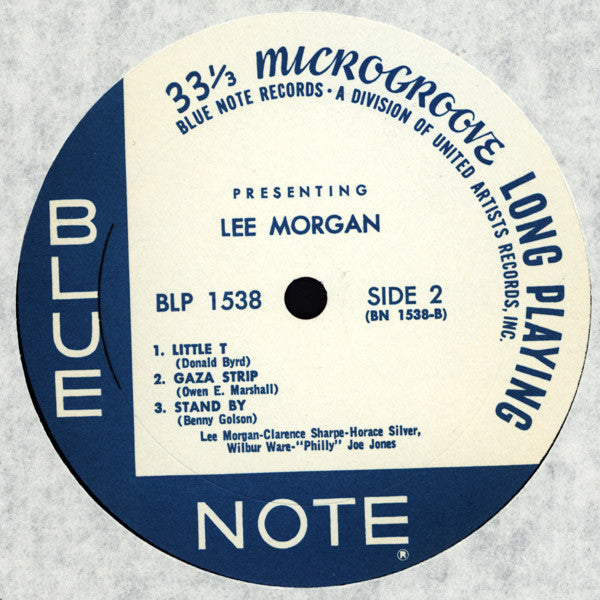 33⅓ MICROGROOVE LONG PLAYING
BLUE NOTE RECORDS • A DIVISION OF UNITED ARTISTS RECORDS, INC.
PRESENTING
LEE MORGAN
BLP 1538
SIDE 2
(BN 1538-B)
1. LITTLE T
(Donald Byrd)
2. GAZA STRIP
(Owen E. Marshall)
3. STAND BY
(Benny Golson)
Lee Morgan-Clarence Sharpe-Horace Silver,
Wilbur Ware-"Philly" Joe Jones
BLUE
NOTE
®